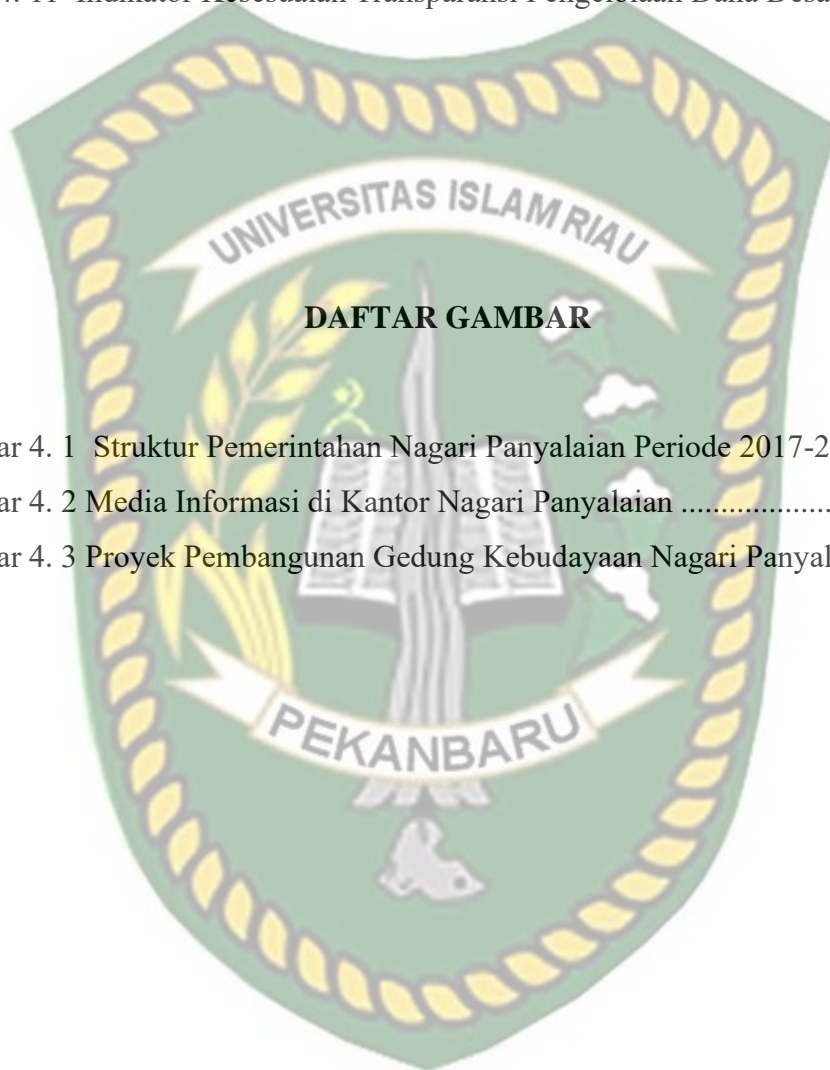 4. 11 Indikator Kesesuaian Transparansi Pengelolaan Dana Desa
UNIVERSITAS ISLAM RIAU
DAFTAR GAMBAR
ar 4. 1 Struktur Pemerintahan Nagari Panyalaian Periode 2017-2
ar 4. 2 Media Informasi di Kantor Nagari Panyalaian ...................
ar 4. 3 Proyek Pembangunan Gedung Kebudayaan Nagari Panyal
PEKANBARU